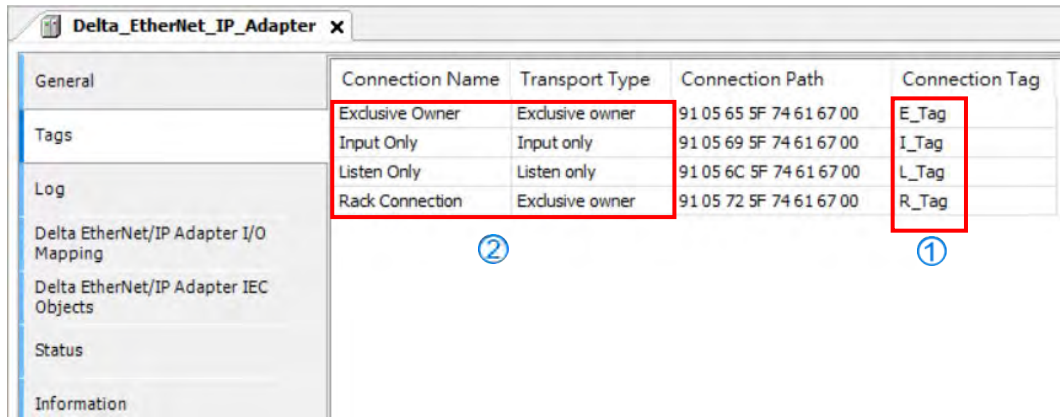 Delta_EtherNet_IP_Adapter X
General
Tags
Log
Delta EtherNet/IP Adapter I/O
Mapping
Delta EtherNet/IP Adapter IEC
Objects
Status
Information
Connection Name Transport Type Connection Path Connection Tag
Exclusive Owner Exclusive owner 91 05 65 5F 74 61 67 00 E_Tag
Input Only Input only 91 05 69 5F 74 61 67 00 I_Tag
Listen Only Listen only 91 05 6C 5F 74 61 67 00 L_Tag
Rack Connection Exclusive owner 91 05 72 5F 74 61 67 00 R_Tag
② ①